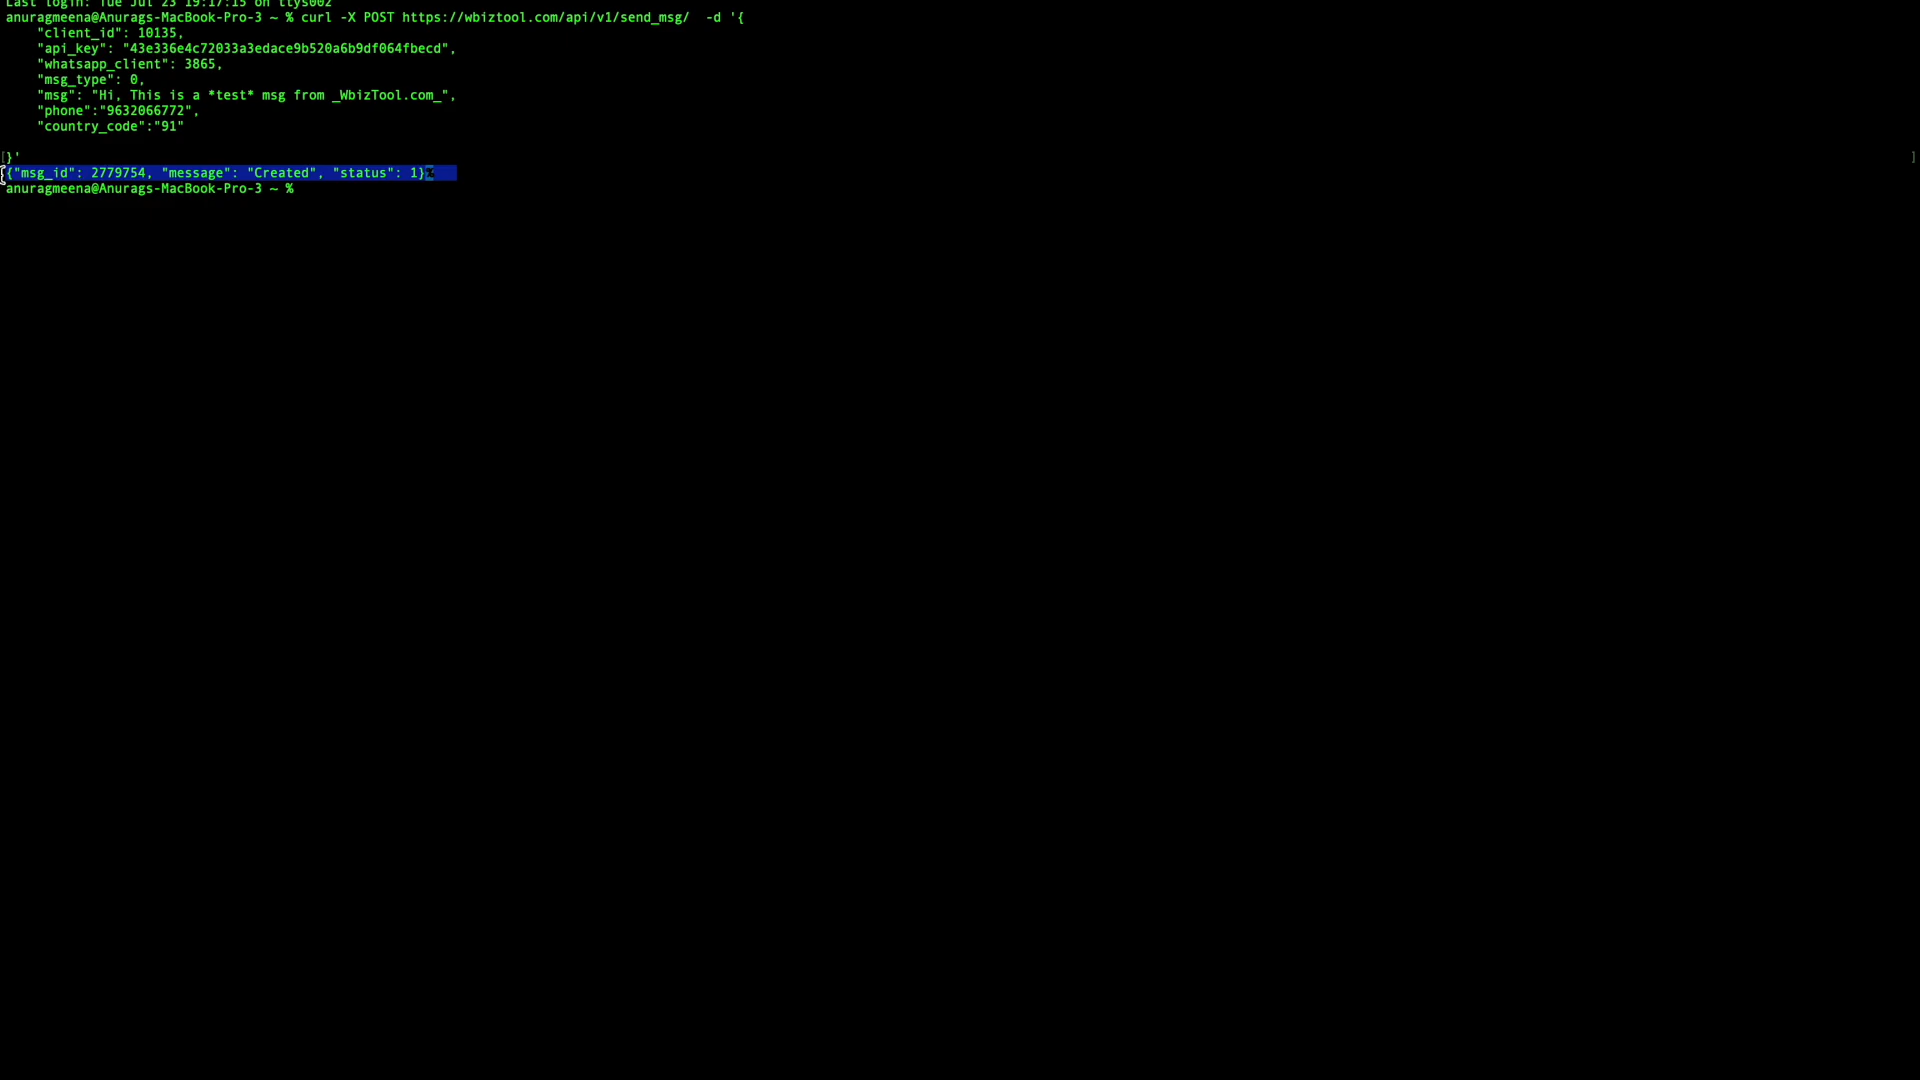 Last login: Tue Jul 23 19:17:15 on ttys002
anuragmeena@Anurags-MacBook-Pro-3 ~ % curl -X POST https://wbiztool.com/api/v1/send_msg/  -d '{
    "client_id": 10135,
    "api_key": "43e336e4c72033a3edace9b520a6b9df064fbecd",
    "whatsapp_client": 3865,
    "msg_type": 0,
    "msg": "Hi, This is a *test* msg from _WbizTool.com_",
    "phone":"9632066772",
    "country_code":"91"
}'
{"msg_id": 2779754, "message": "Created", "status": 1}%
anuragmeena@Anurags-MacBook-Pro-3 ~ %